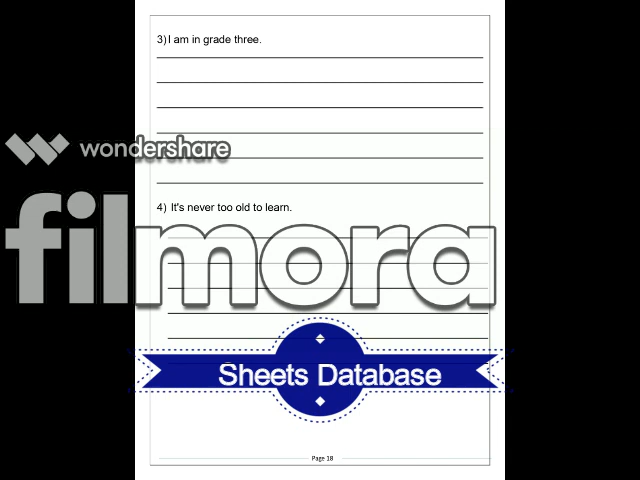 3) I am in grade three.
wondershare
4) It's never too old to learn.
filmora
Sheets Database
Page 18